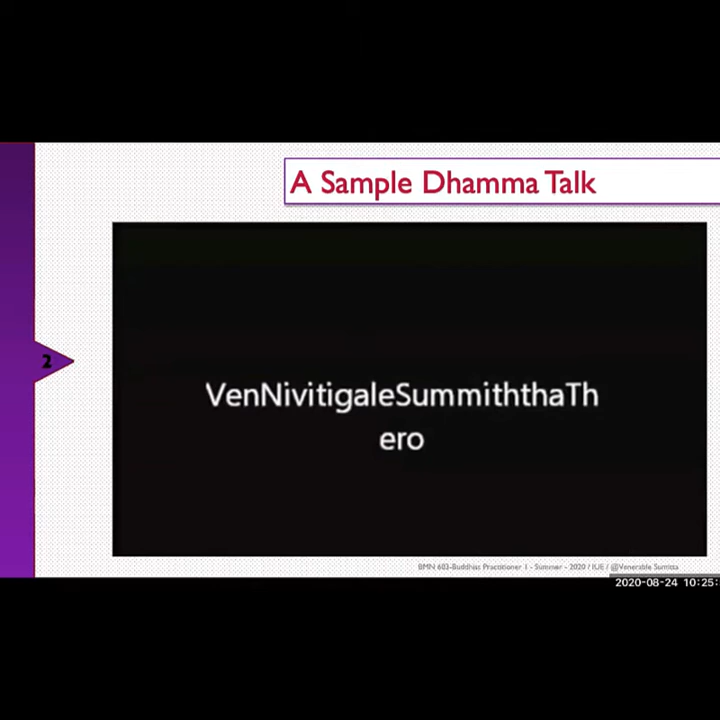 A Sample Dhamma Talk
2
VenNivitigaleSummiththaTh
ero
BMN 603-Buddhist Practitioner 1 - Summer - 2020 / IUE / @Venerable Sumitta
2020-08-24 10:25: